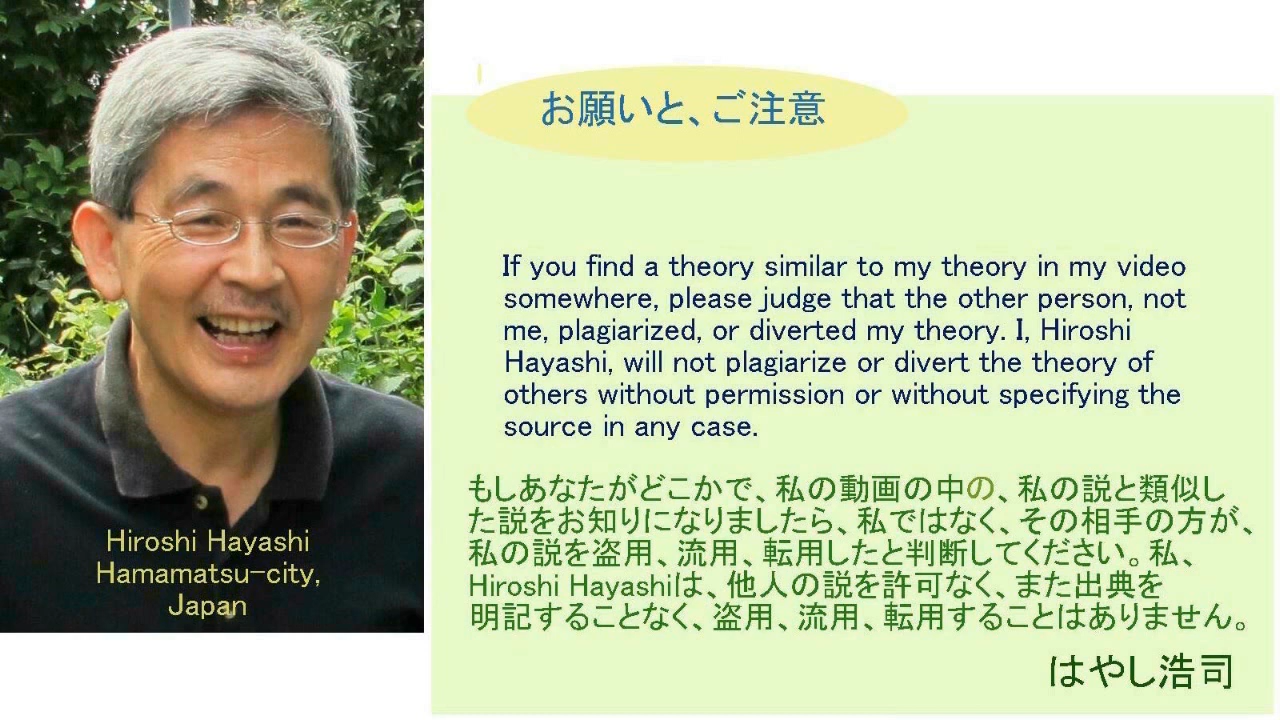 お願いと、ご注意
If you find a theory similar to my theory in my video
somewhere, please judge that the other person, not
me, plagiarized, or diverted my theory. I, Hiroshi
Hayashi, will not plagiarize or divert the theory of
others without permission or without specifying the
source in any case.
もしあなたがどこかで、私の動画の中の、私の説と類似し
た説をお知りになりましたら、私ではなく、その相手の方が、
私の説を盗用、流用、転用したと判断してください。私、
Hiroshi Hayashiは、他人の説を許可なく、また出典を
明記することなく、盗用、流用、転用することはありません。
はやし浩司
Hiroshi Hayashi
Hamamatsu-city,
Japan